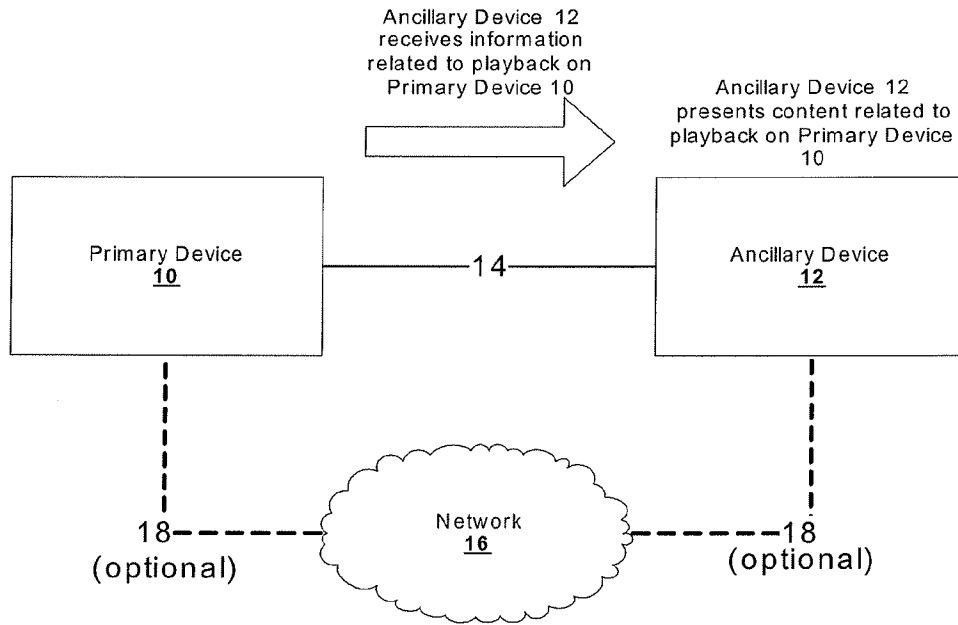 Ancillary Device 12
receives information
related to playback on
Primary Device 10
Ancillary Device 12
presents content related to
playback on Primary Device
10
Primary Device
10
14
Ancillary Device
12
Network
16
18
(optional)
18
(optional)